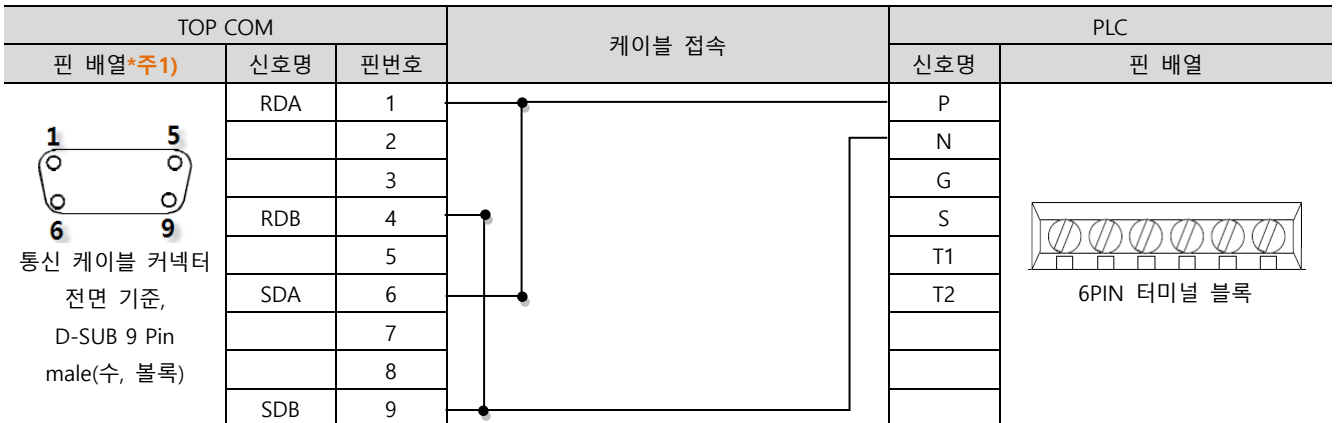 TOP COM 케이블 접속 PLC
핀 배열*주1) 신호명 핀번호 신호명 핀 배열
RDA 1 P
2 N
3 G
RDB 4 S
5 T1
SDA 6 T2
7
8
SDB 9
1 5
6 9
통신 케이블 커넥터
전면 기준,
D-SUB 9 Pin
male(수, 볼록)
6PIN 터미널 블록